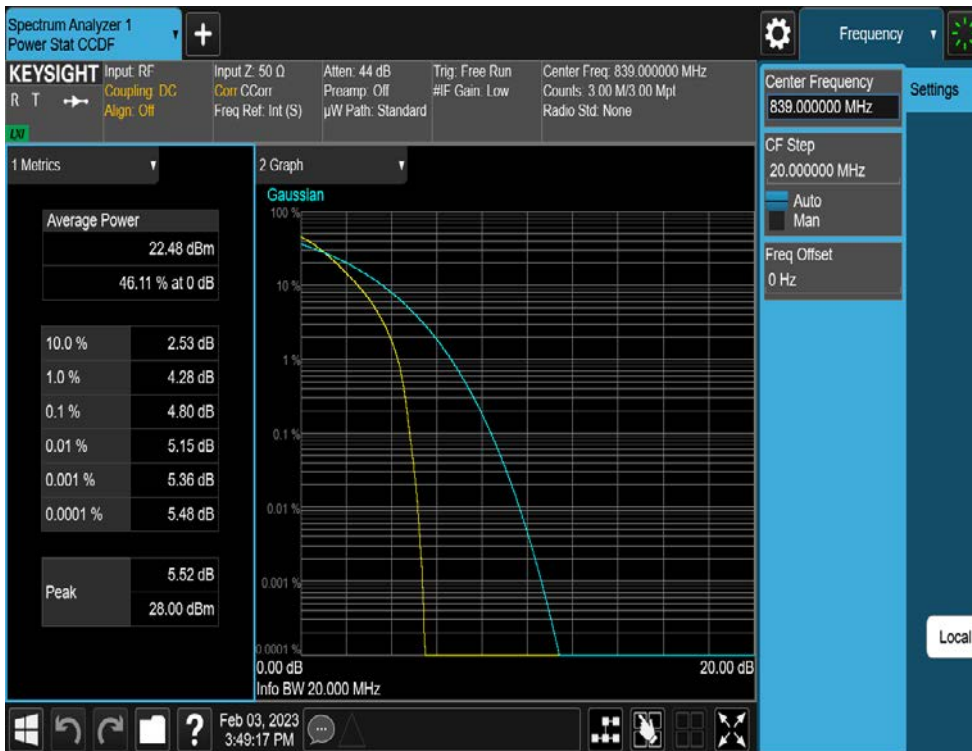 Spectrum Analyzer 1
Power Stat CCDF
+
Frequency
KEYSIGHT
R T
LXI
Input: RF
Coupling: DC
Align: Off
Input Z: 50 Ω
Corr CCorr
Freq Ref: Int (S)
Atten: 44 dB
Preamp: Off
µW Path: Standard
Trig: Free Run
#IF Gain: Low
Center Freq: 839.000000 MHz
Counts: 3.00 M/3.00 Mpt
Radio Std: None
Center Frequency
839.000000 MHz
Settings
CF Step
20.000000 MHz
Auto
Man
Freq Offset
0 Hz
Local
1 Metrics
Average Power
22.48 dBm
46.11 % at 0 dB
10.0 % 2.53 dB
1.0 % 4.28 dB
0.1 % 4.80 dB
0.01 % 5.15 dB
0.001 % 5.36 dB
0.0001 % 5.48 dB
Peak
5.52 dB
28.00 dBm
2 Graph
Gaussian
100 %
10 %
1 %
0.1 %
0.01 %
0.001 %
0.0001 %
0.00 dB 20.00 dB
Info BW 20.000 MHz
?
Feb 03, 2023
3:49:17 PM